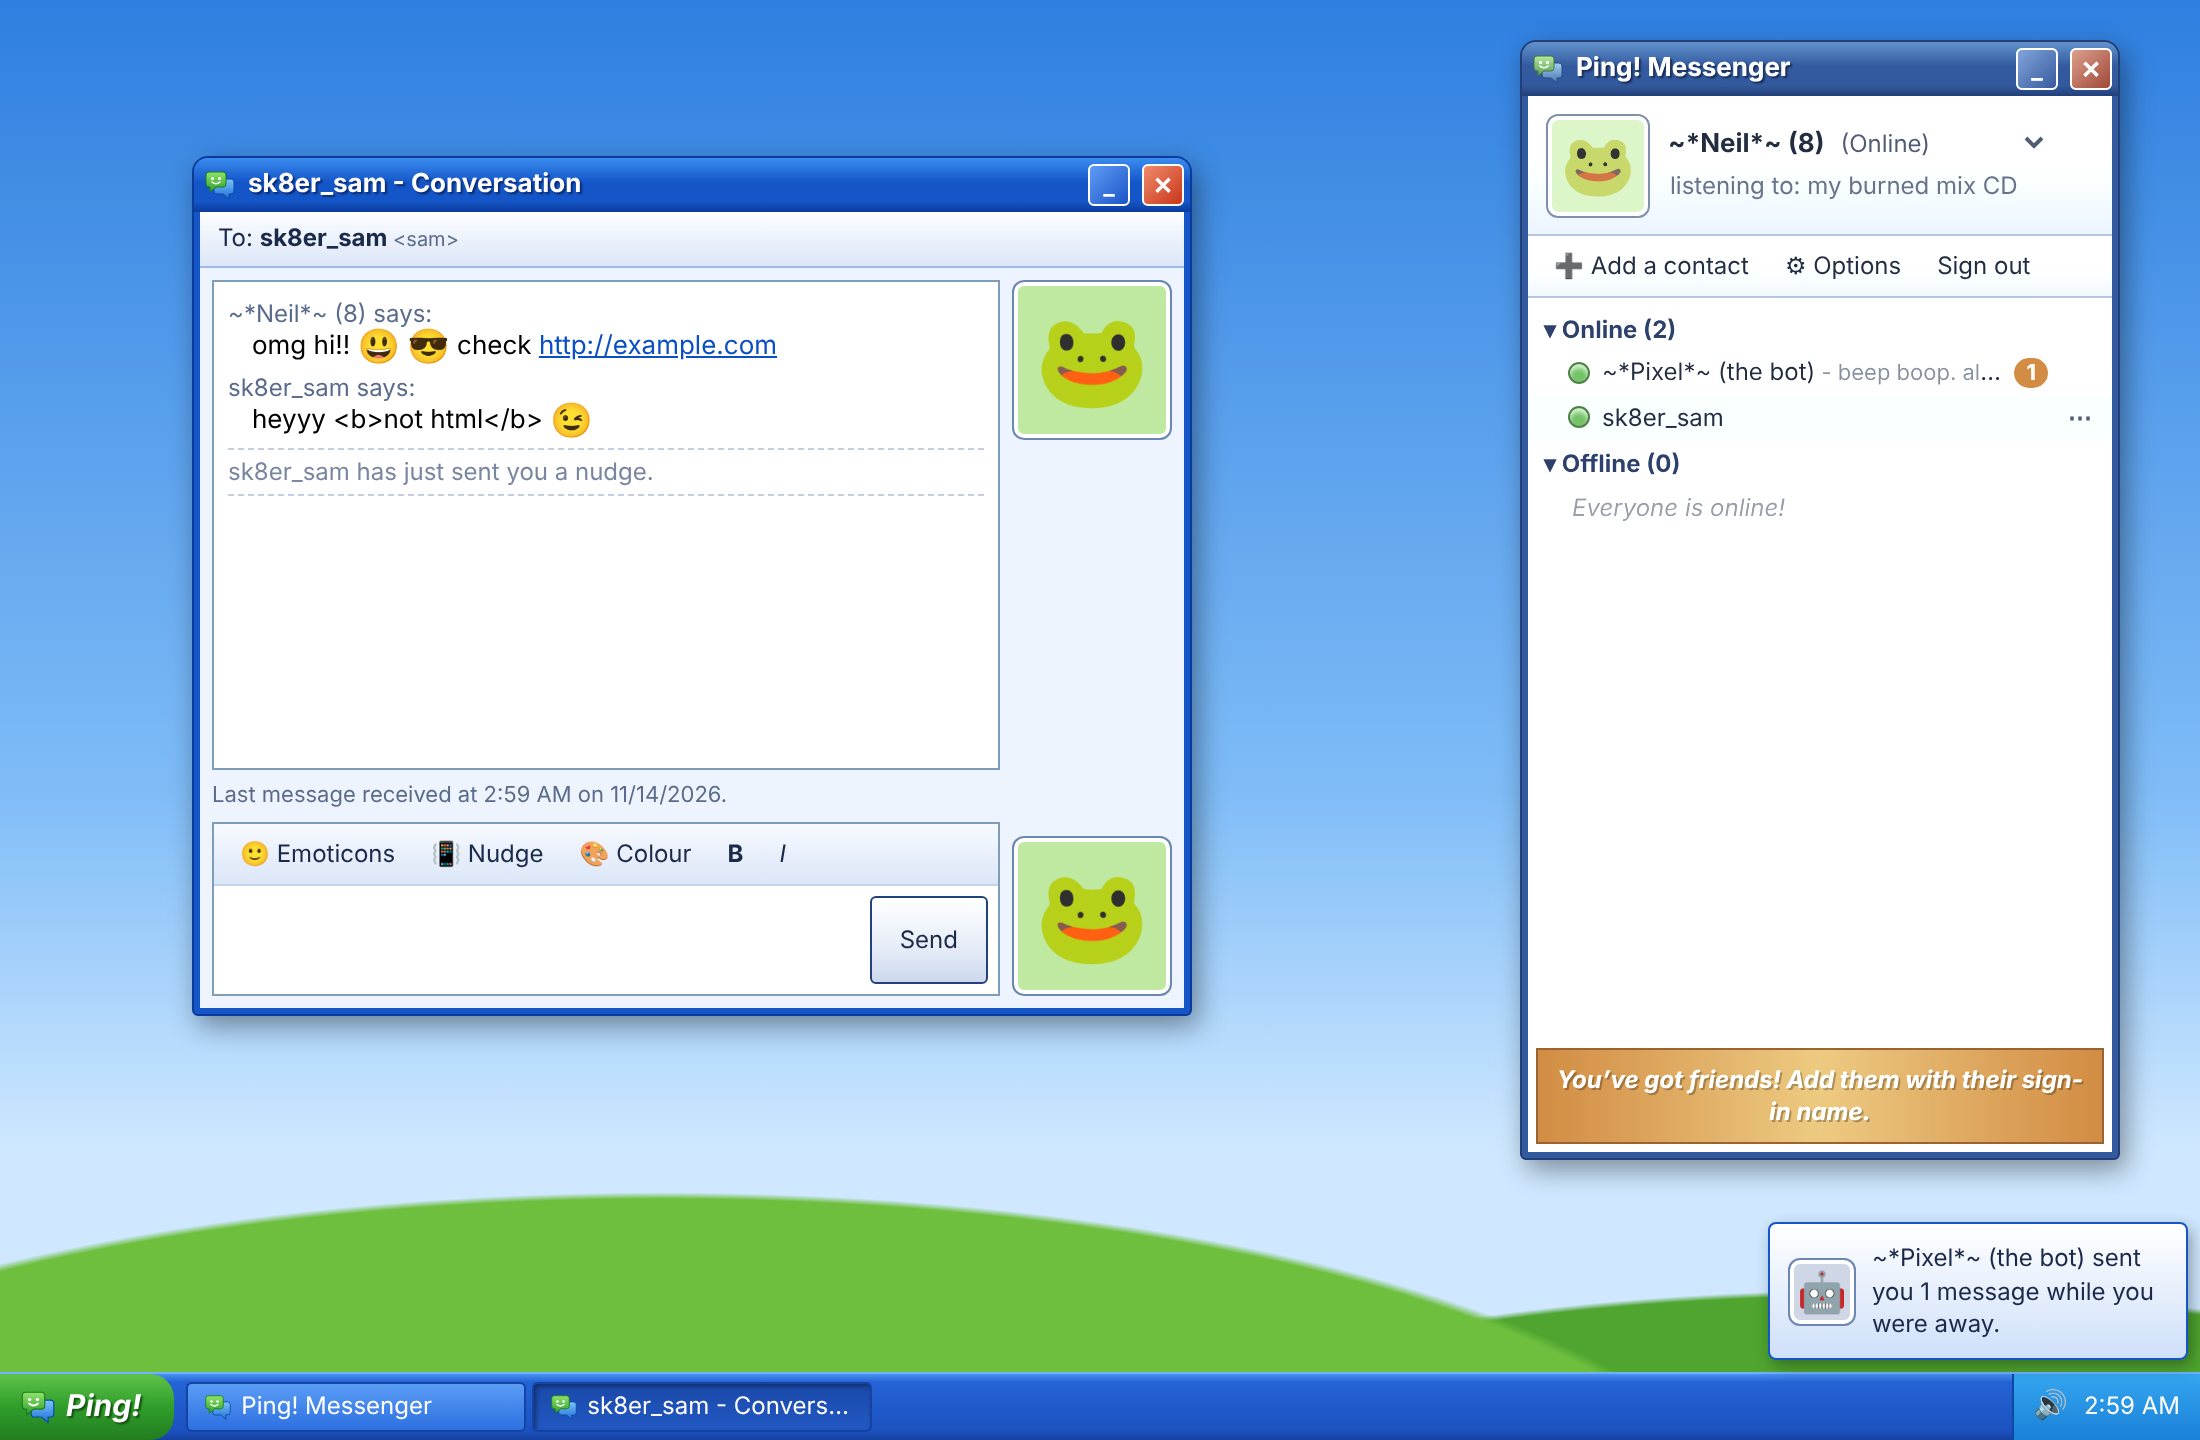 sk8er_sam - Conversation
To: sk8er_sam <sam>
~*Neil*~ (8) says:
omg hi!! 😃 😎 check http://example.com
sk8er_sam says:
heyyy <b>not html</b> 😉
sk8er_sam has just sent you a nudge.
Last message received at 2:59 AM on 11/14/2026.
Emoticons Nudge Colour B I
Send
Ping! Messenger
~*Neil*~ (8) (Online)
listening to: my burned mix CD
Add a contact Options Sign out
Online (2)
~*Pixel*~ (the bot) - beep boop. al... 1
sk8er_sam ...
Offline (0)
Everyone is online!
You’ve got friends! Add them with their sign-
in name.
~*Pixel*~ (the bot) sent
you 1 message while you
were away.
Ping! Ping! Messenger sk8er_sam - Convers... 2:59 AM